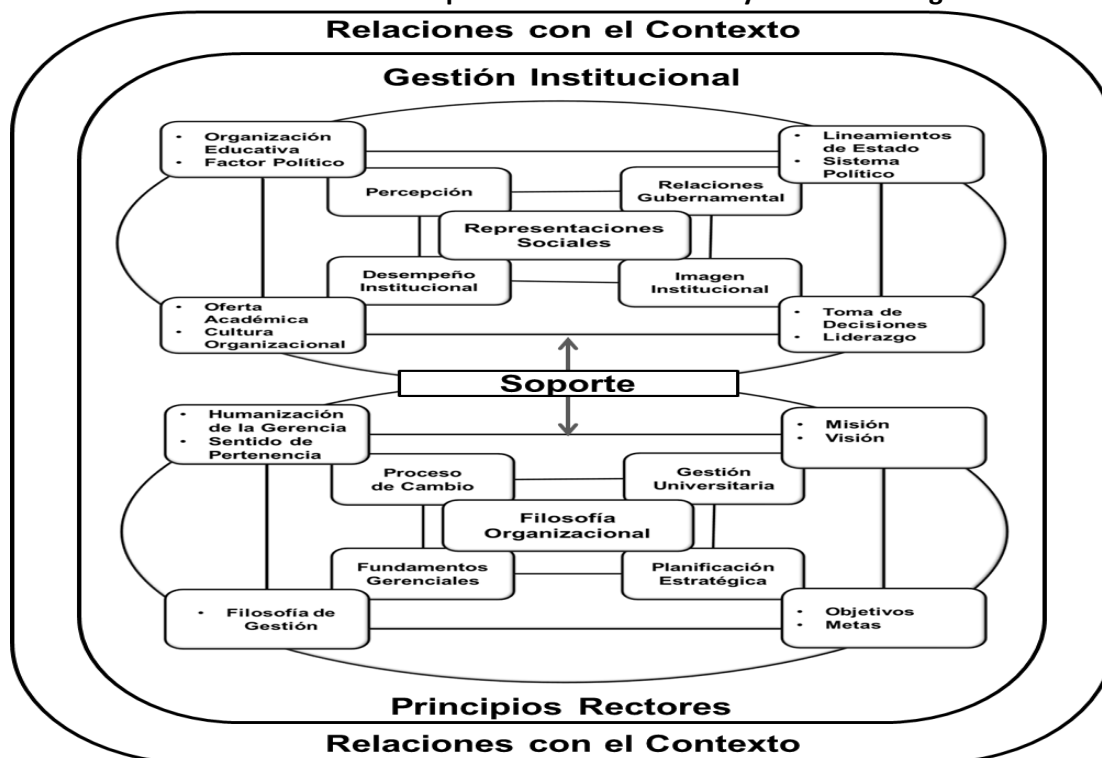 Relaciones con el Contexto
Gestión Institucional
• Organización
Educativa
• Factor Político
• Lineamientos
de Estado
• Sistema
Político
Percepción
Relaciones
Gubernamental
Representaciones
Sociales
Desempeño
Institucional
Imagen
Institucional
• Oferta
Académica
• Cultura
Organizacional
• Toma de
Decisiones
• Liderazgo
Soporte
• Humanización
de la Gerencia
• Sentido de
Pertenencia
• Misión
• Visión
Proceso
de Cambio
Gestión
Universitaria
Filosofía
Organizacional
Fundamentos
Gerenciales
Planificación
Estratégica
• Filosofía de
Gestión
• Objetivos
• Metas
Principios Rectores
Relaciones con el Contexto